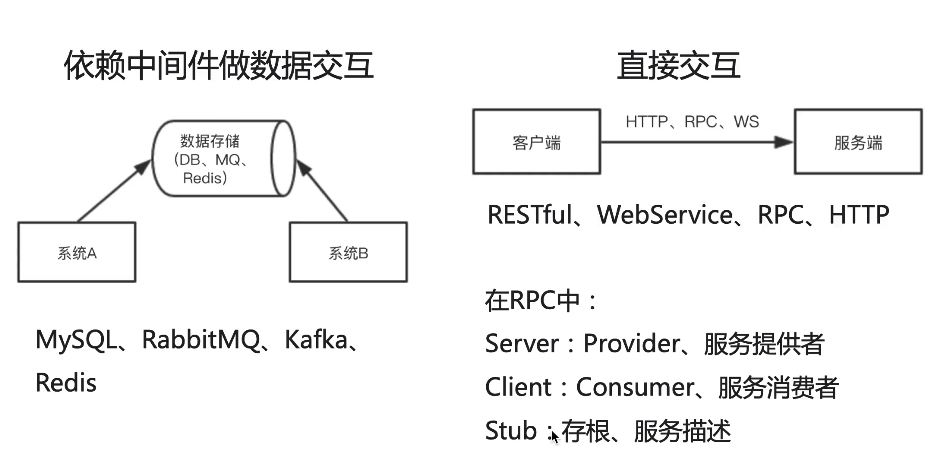 依赖中间件做数据交互
数据存储
（DB、MQ、
Redis）
系统A
系统B
MySQL、RabbitMQ、Kafka、
Redis
直接交互
客户端
HTTP、RPC、WS
服务端
RESTful、WebService、RPC、HTTP
在RPC中：
Server：Provider、服务提供者
Client：Consumer、服务消费者
Stub：存根、服务描述